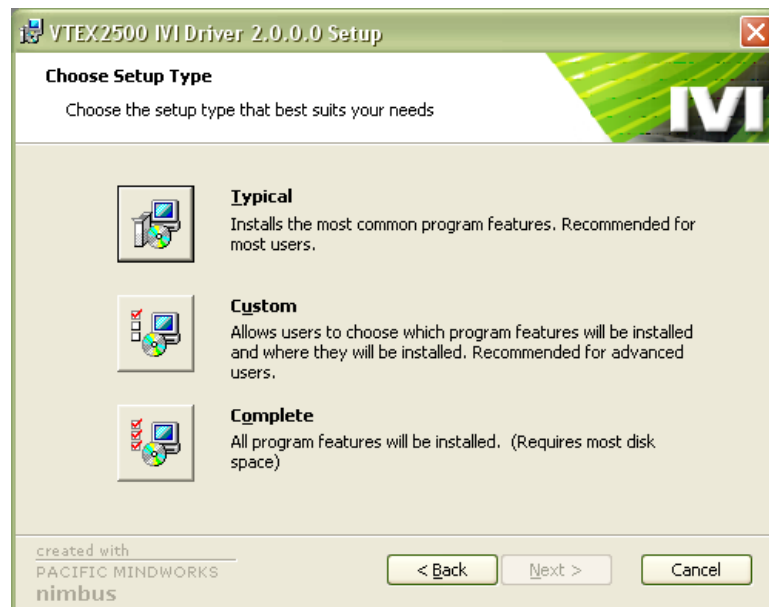 VTEX2500 IVI Driver 2.0.0.0 Setup
Choose Setup Type
Choose the setup type that best suits your needs
IVI
Typical
Installs the most common program features. Recommended for
most users.
Custom
Allows users to choose which program features will be installed
and where they will be installed. Recommended for advanced
users.
Complete
All program features will be installed.  (Requires most disk
space)
created with
PACIFIC MINDWORKS
nimbus
< Back
Next >
Cancel